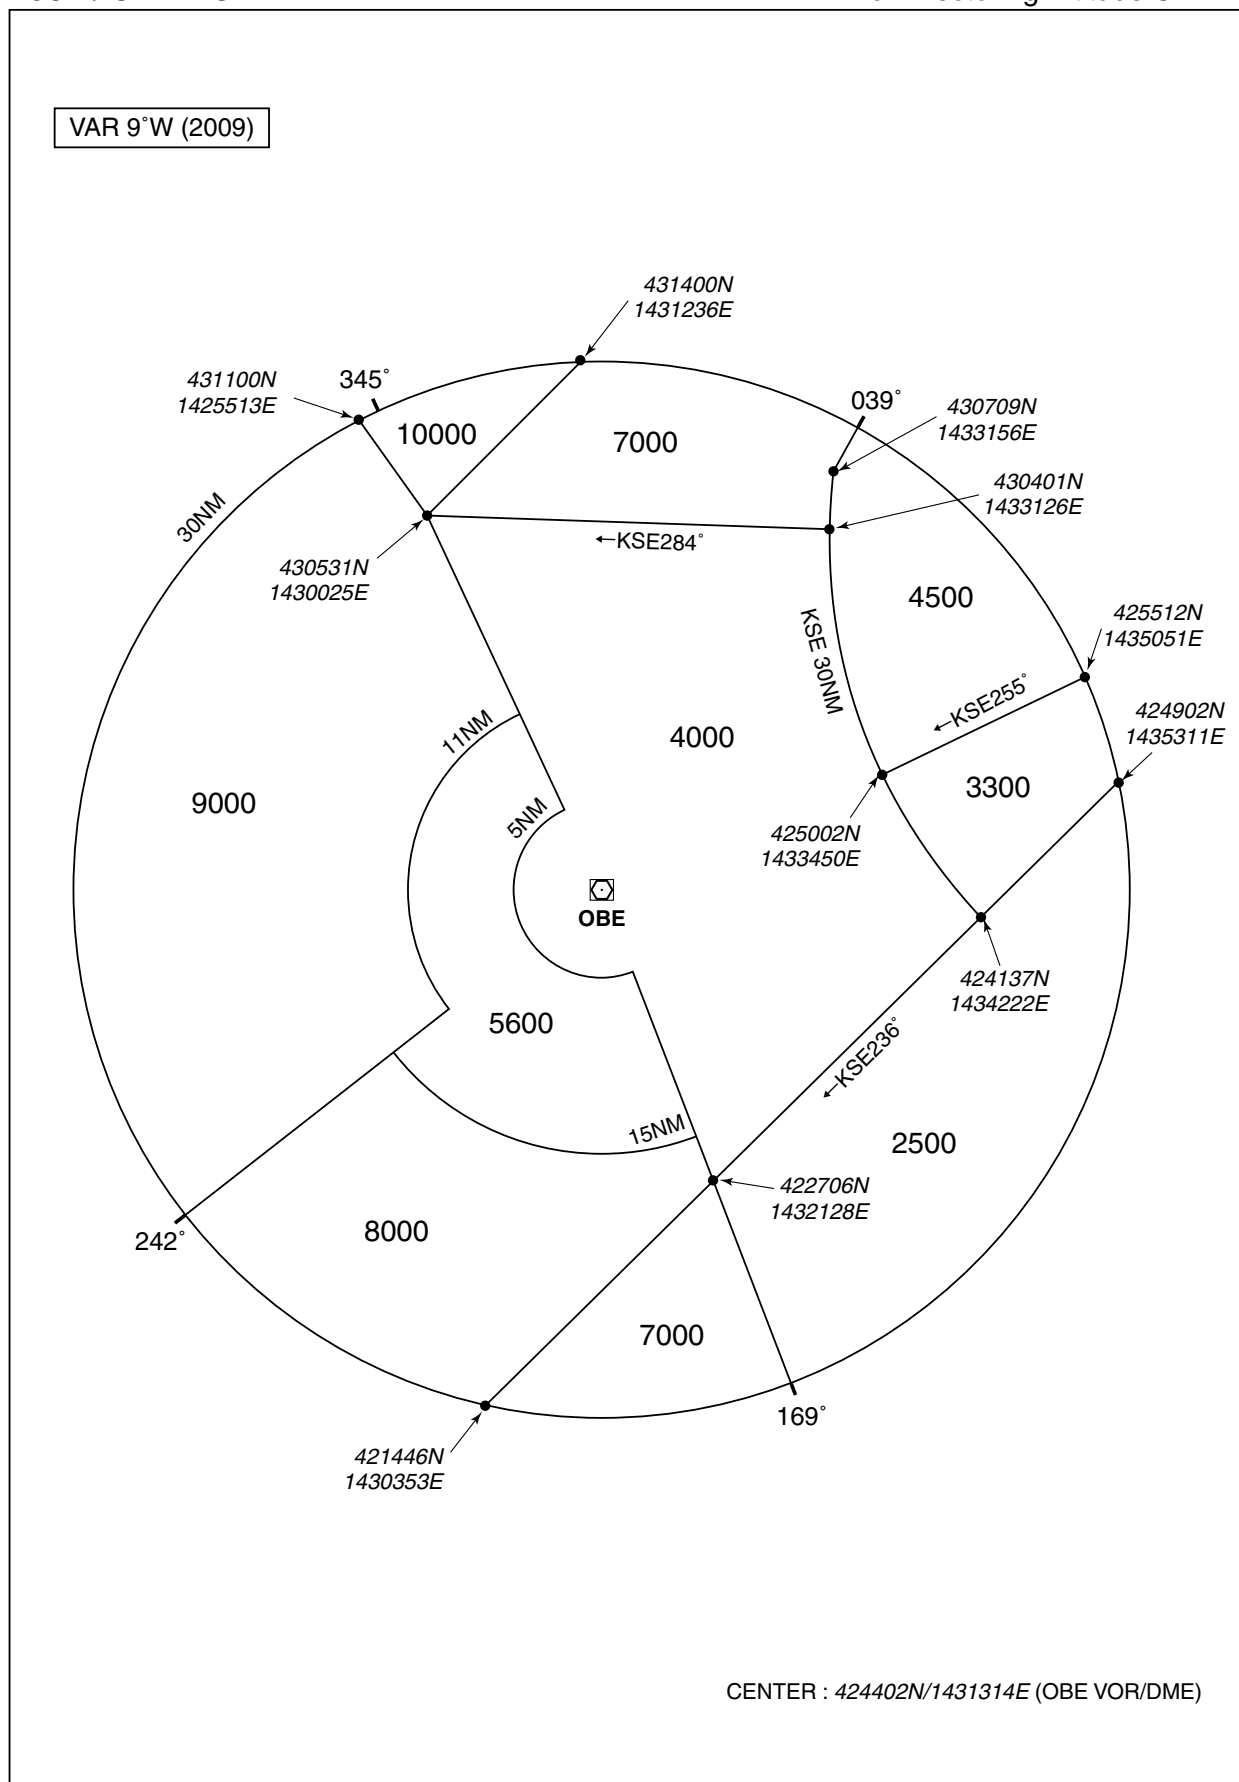 VAR 9˚W (2009)
431400N
1431236E
345˚
431100N
1425513E
039˚
430709N
1433156E
10000
7000
430401N
1433126E
30NM
KSE284˚
430531N
1430025E
4500
KSE 30NM
425512N
1435051E
KSE255˚
424902N
1435311E
11NM
4000
3300
9000
5NM
425002N
1433450E
OBE
424137N
1434222E
5600
KSE236˚
15NM
2500
422706N
1432128E
8000
242˚
7000
169˚
421446N
1430353E
CENTER : 424402N/1431314E (OBE VOR/DME)